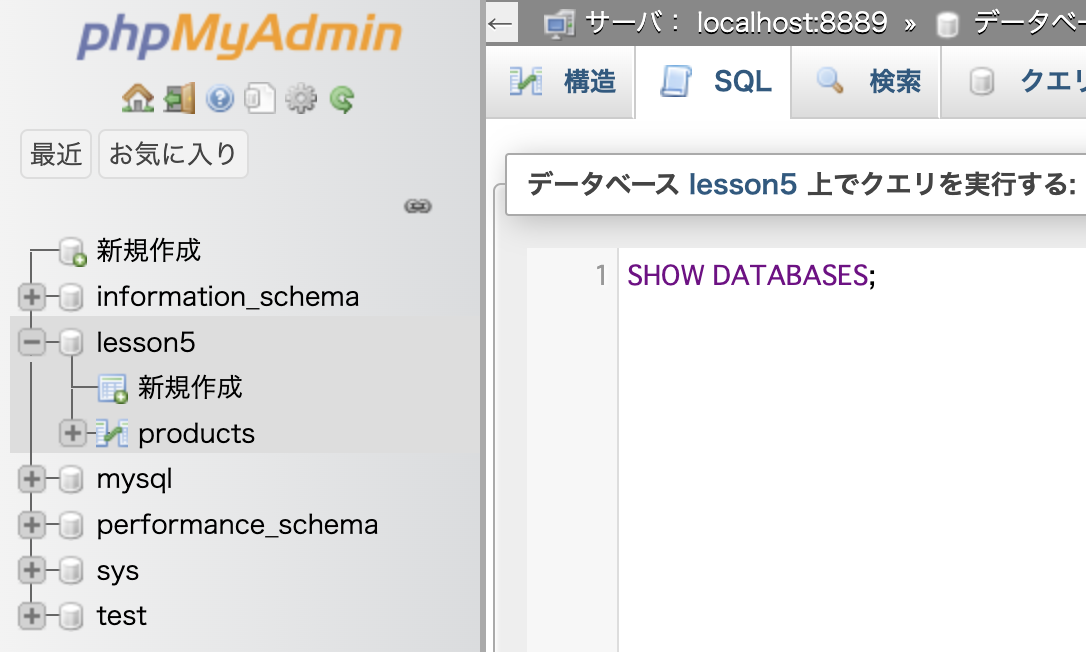 phpMyAdmin
最近 お気に入り
新規作成
information_schema
lesson5
新規作成
products
mysql
performance_schema
sys
test
← サーバ： localhost:8889 » データベー
構造 SQL 検索 クエリ
データベース lesson5 上でクエリを実行する:
1 SHOW DATABASES;